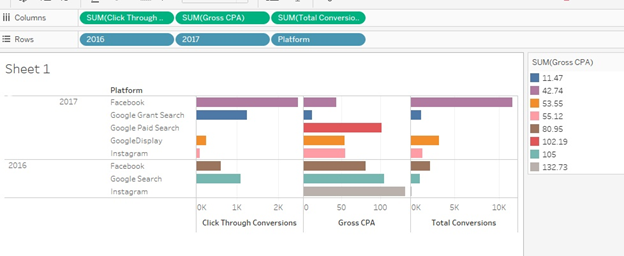 Columns SUM(Click Through .. SUM(Gross CPA) SUM(Total Conversio..
Rows 2016 2017 Platform
Sheet 1
SUM(Gross CPA)
11.47
42.74
53.55
55.12
80.95
102.19
105
132.73
Platform
2017 Facebook
Google Grant Search
Google Paid Search
GoogleDisplay
Instagram
2016 Facebook
Google Search
Instagram
0K 1K 2K 0 50 100 0K 5K 10K
Click Through Conversions Gross CPA Total Conversions